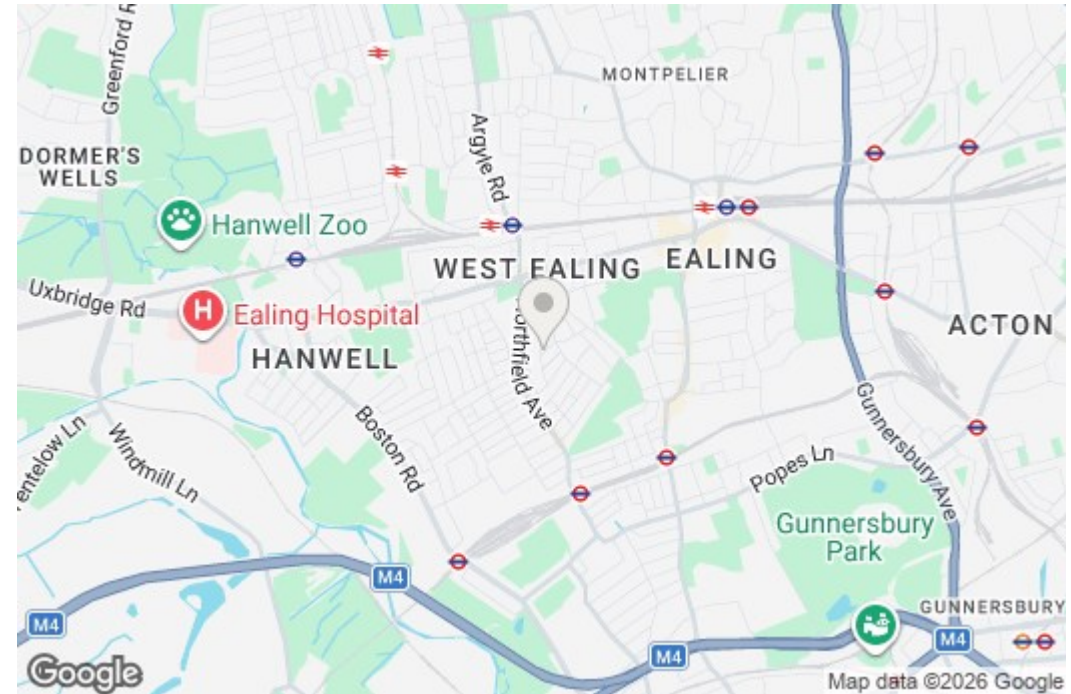 Greenford R
MONTPELIER
Argyle Rd
DORMER'S
WELLS
Hanwell Zoo
WEST EALING
EALING
Uxbridge Rd
H
Ealing Hospital
HANWELL
orthfield Ave
ACTON
Boston Rd
Gunnersbury Ave
entelow Ln
Windmill Ln
Popes Ln
Gunnersbury
Park
M4
M4
M4
M4
GUNNERSBURY
Google
Map data ©2026 Google